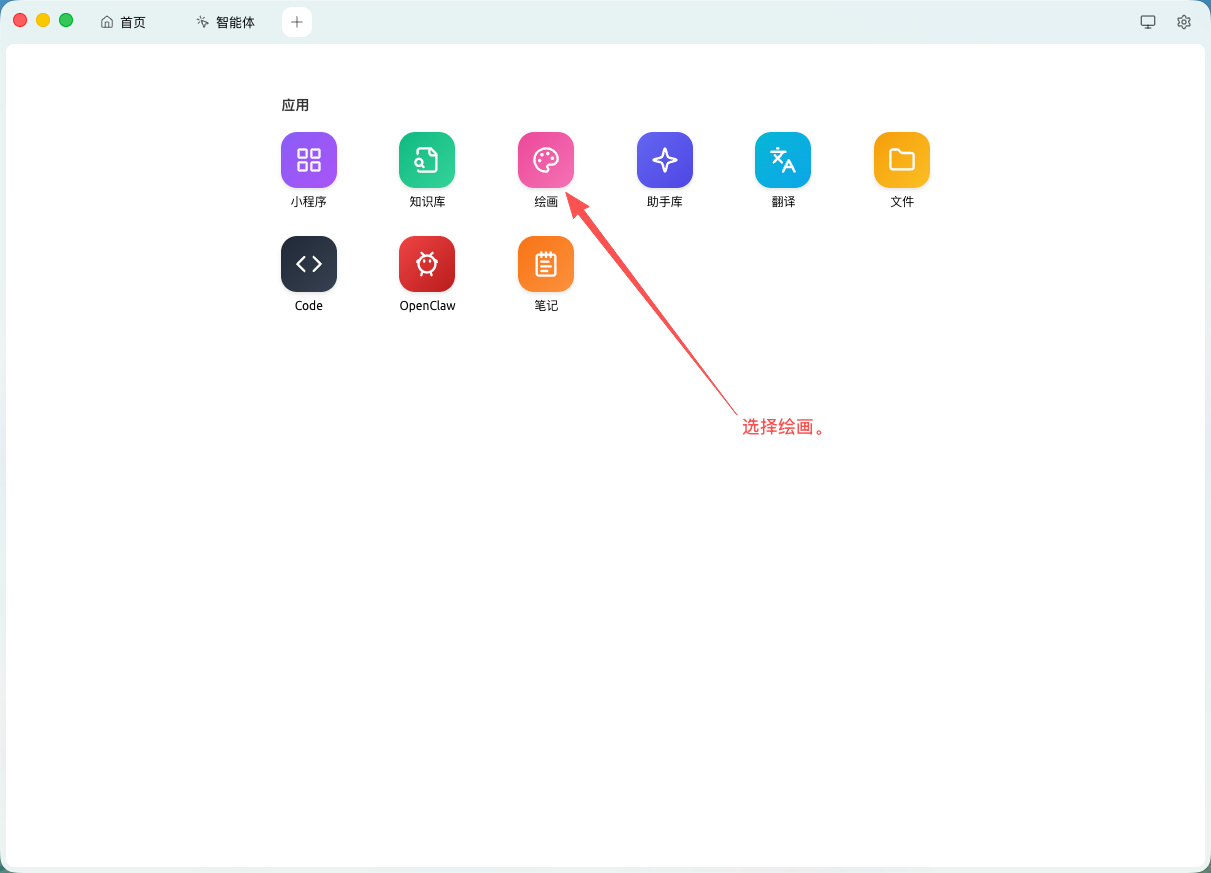 首页 智能体
应用
小程序 知识库 绘画 助手库 翻译 文件
Code OpenClaw 笔记
选择绘画。